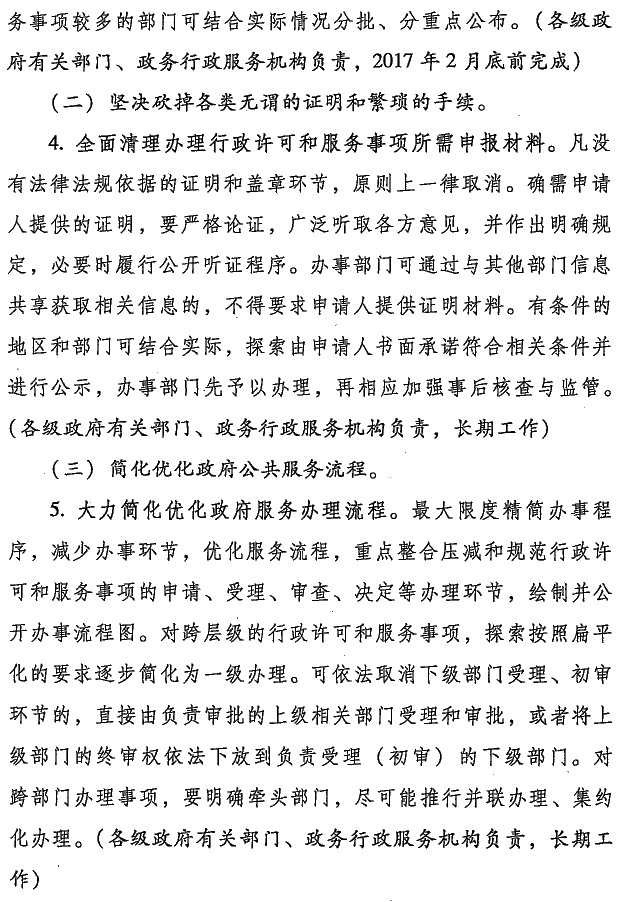 务事项较多的部门可结合实际情况分批、分重点公布。（各级政
府有关部门、政务行政服务机构负责，2017年2月底前完成）
（二）坚决砍掉各类无谓的证明和繁琐的手续。
4. 全面清理办理行政许可和服务事项所需申报材料。凡没
有法律法规依据的证明和盖章环节，原则上一律取消。确需申请
人提供的证明，要严格论证，广泛听取各方意见，并作出明确规
定，必要时履行公开听证程序。办事部门可通过与其他部门信息
共享获取相关信息的，不得要求申请人提供证明材料。有条件的
地区和部门可结合实际，探索由申请人书面承诺符合相关条件并
进行公示，办事部门先予以办理，再相应加强事后核查与监管。
（各级政府有关部门、政务行政服务机构负责，长期工作）
（三）简化优化政府公共服务流程。
5. 大力简化优化政府服务办理流程。最大限度精简办事程
序，减少办事环节，优化服务流程，重点整合压减和规范行政许
可和服务事项的申请、受理、审查、决定等办理环节，绘制并公
开办事流程图。对跨层级的行政许可和服务事项，探索按照扁平
化的要求逐步简化为一级办理。可依法取消下级部门受理、初审
环节的，直接由负责审批的上级相关部门受理和审批，或者将上
级部门的终审权依法下放到负责受理（初审）的下级部门。对
跨部门办理事项，要明确牵头部门，尽可能推行并联办理、集约
化办理。（各级政府有关部门、政务行政服务机构负责，长期工
作）